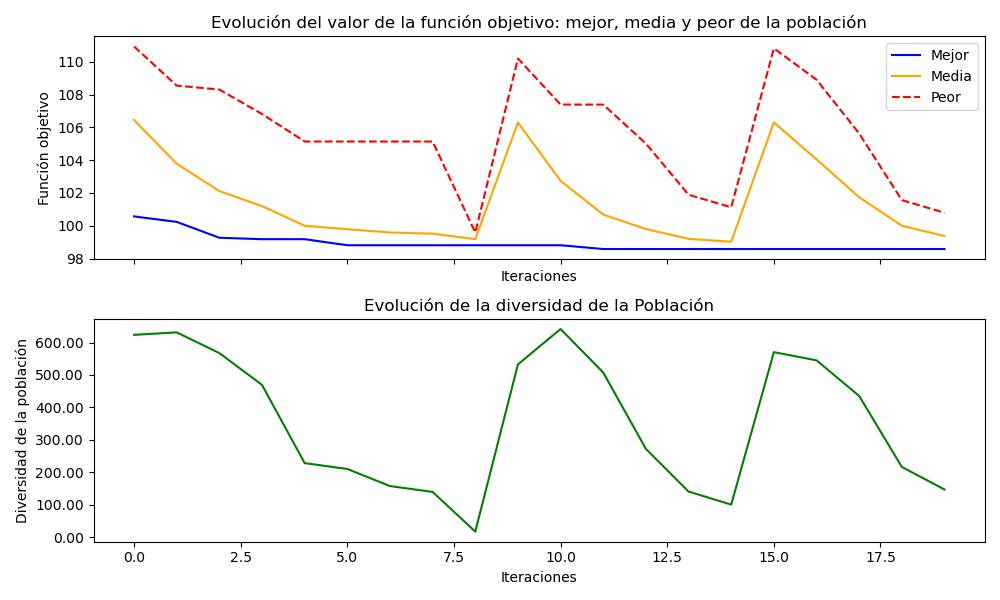 Evolución del valor de la función objetivo: mejor, media y peor de la población
Función objetivo
110
108
106
104
102
100
98
Mejor
Media
Peor
Iteraciones
Evolución de la diversidad de la Población
Diversidad de la población
600.00
500.00
400.00
300.00
200.00
100.00
0.00
0.0 2.5 5.0 7.5 10.0 12.5 15.0 17.5
Iteraciones